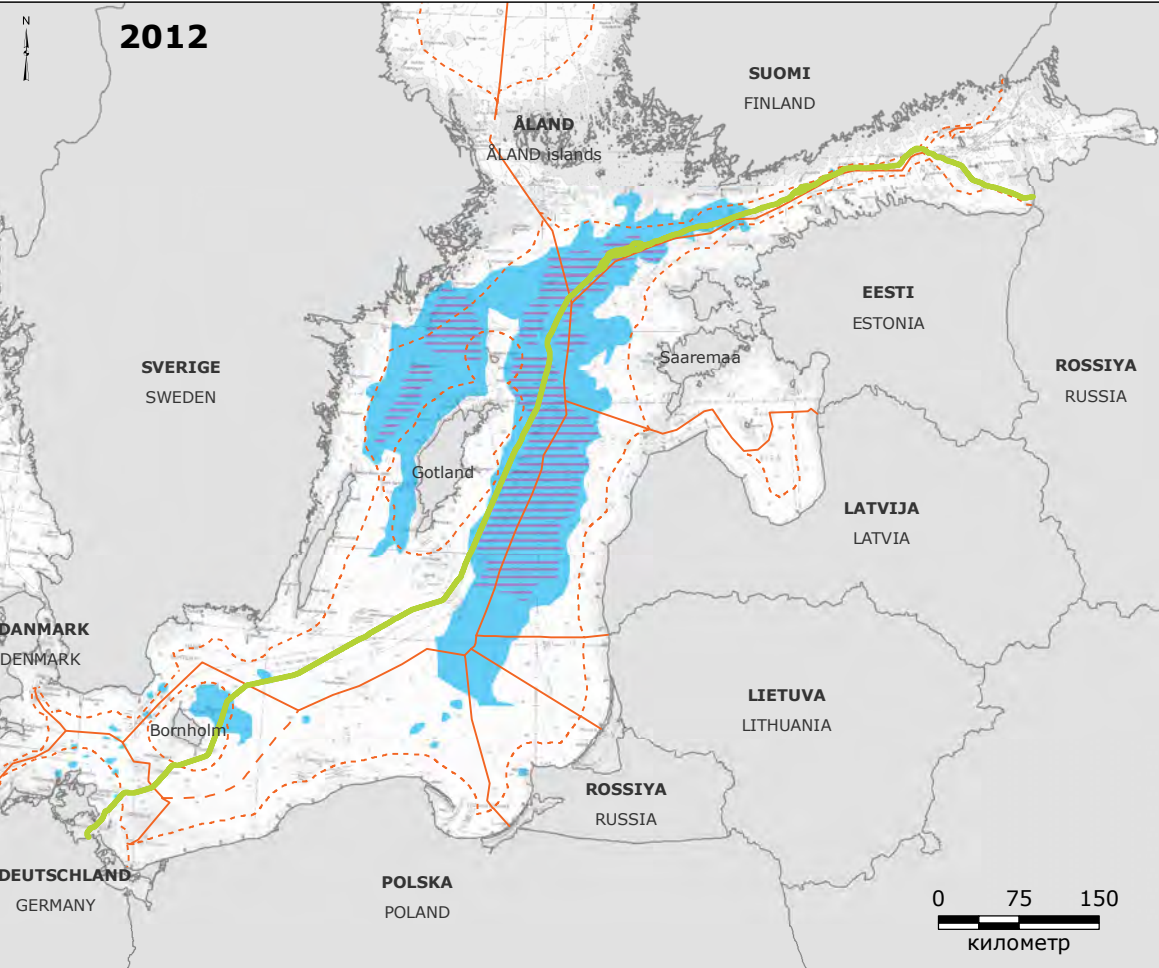 N
2012
SUOMI
FINLAND
ÅLAND
ÅLAND islands
EESTI
ESTONIA
SVERIGE
SWEDEN
Saaremaa
ROSSIYA
RUSSIA
Gotland
LATVIJA
LATVIA
DANMARK
DENMARK
LIETUVA
LITHUANIA
Bornholm
ROSSIYA
RUSSIA
DEUTSCHLAND
GERMANY
POLSKA
POLAND
0 75 150
километр